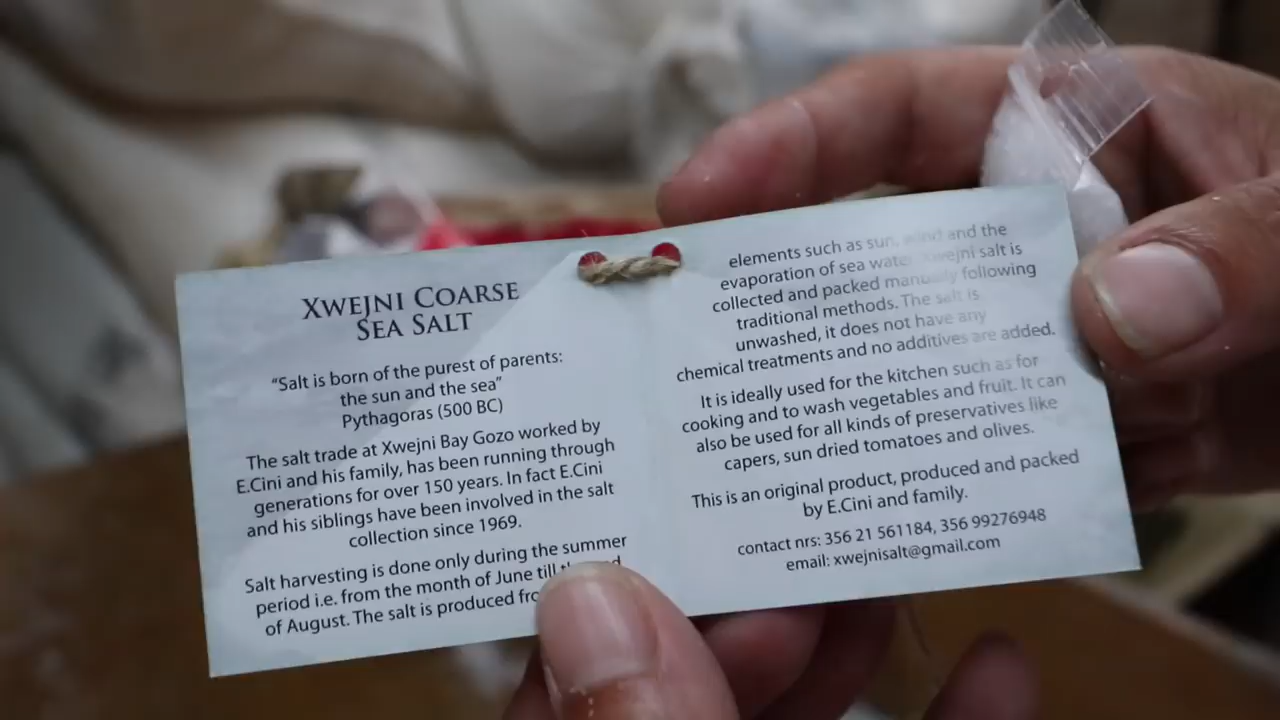 XWEJNI COARSE
SEA SALT
“Salt is born of the purest of parents:
the sun and the sea”
Pythagoras (500 BC)
The salt trade at Xwejni Bay Gozo worked by
E.Cini and his family, has been running through
generations for over 150 years. In fact E.Cini
and his siblings have been involved in the salt
collection since 1969.
Salt harvesting is done only during the summer
period i.e. from the month of June till
of August. The salt is produced
elements such as sun, wind and the
evaporation of sea water. Xwejni salt is
collected and packed manually following
traditional methods. The salt is
unwashed, it does not have any
chemical treatments and no additives are added.
It is ideally used for the kitchen such as for
cooking and to wash vegetables and fruit. It can
also be used for all kinds of preservatives like
capers, sun dried tomatoes and olives.
This is an original product, produced and packed
by E.Cini and family.
contact nrs: 356 21 561184, 356 99276948
email: xwejnisalt@gmail.com